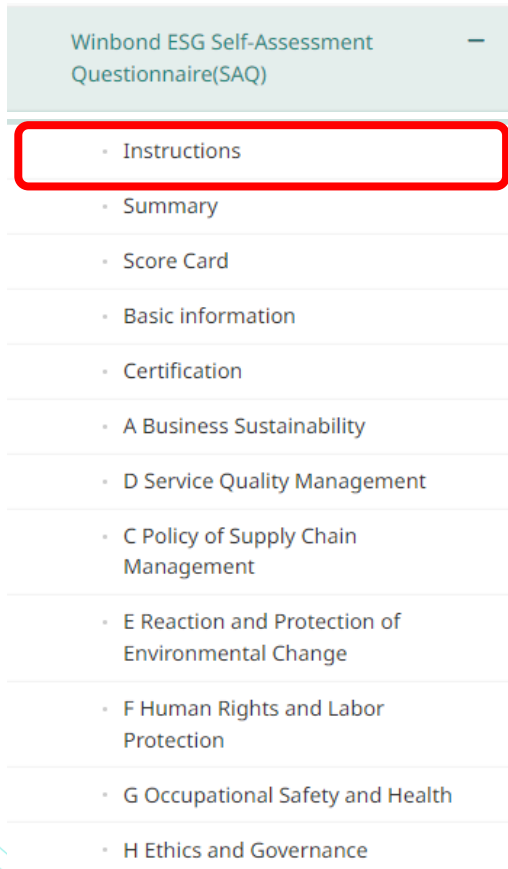 Winbond ESG Self-Assessment
Questionnaire(SAQ)
Instructions
Summary
Score Card
Basic information
Certification
A Business Sustainability
D Service Quality Management
C Policy of Supply Chain
Management
E Reaction and Protection of
Environmental Change
F Human Rights and Labor
Protection
G Occupational Safety and Health
H Ethics and Governance